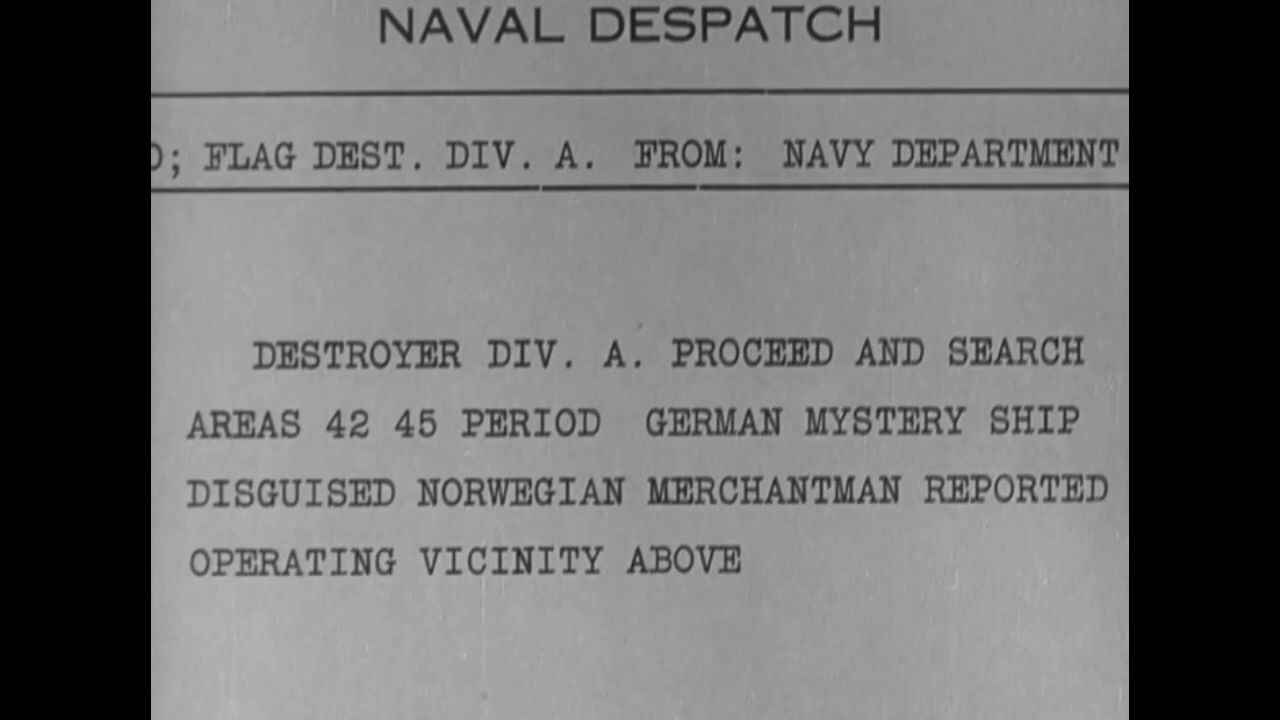 NAVAL DESPATCH
O; FLAG DEST. DIV. A. FROM: NAVY DEPARTMENT
DESTROYER DIV. A. PROCEED AND SEARCH
AREAS 42 45 PERIOD GERMAN MYSTERY SHIP
DISGUISED NORWEGIAN MERCHANTMAN REPORTED
OPERATING VICINITY ABOVE